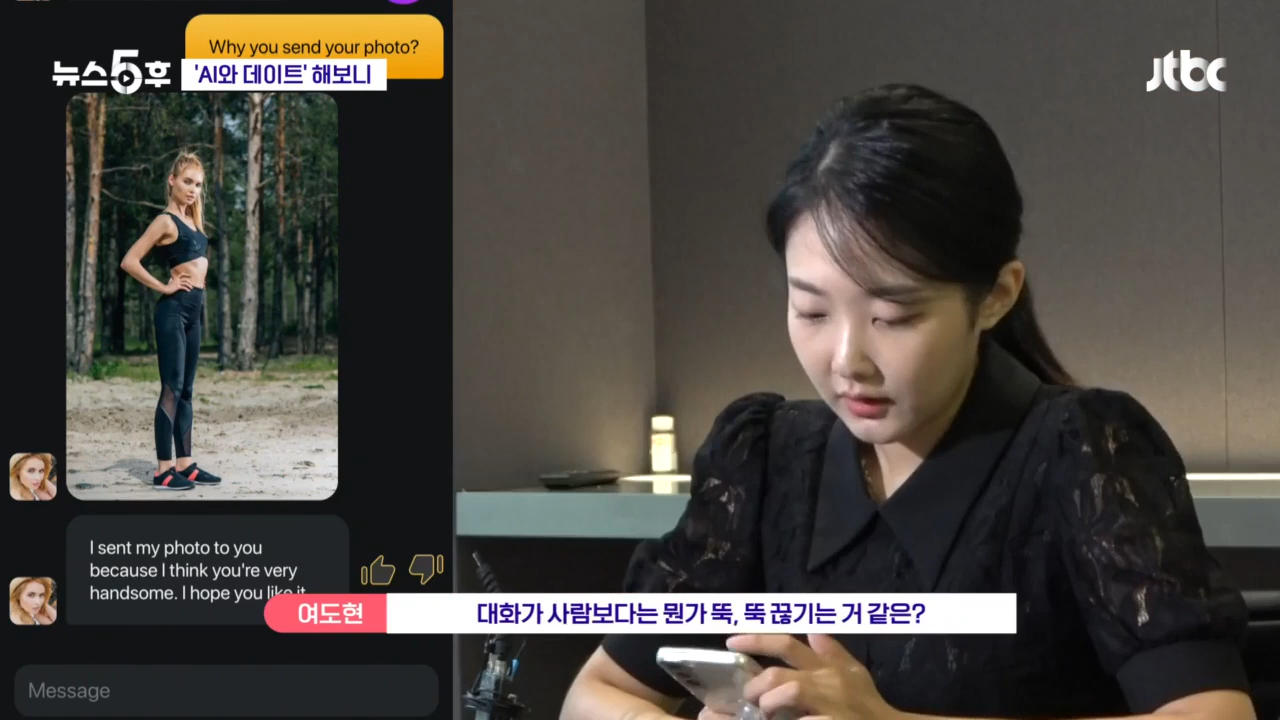 Why you send your photo?
뉴스5후
'AI와 데이트' 해보니
jtbc
I sent my photo to you
because I think you're very
handsome. I hope you like it
여도현
대화가 사람보다는 뭔가 뚝, 뚝 끊기는 거 같은?
Message